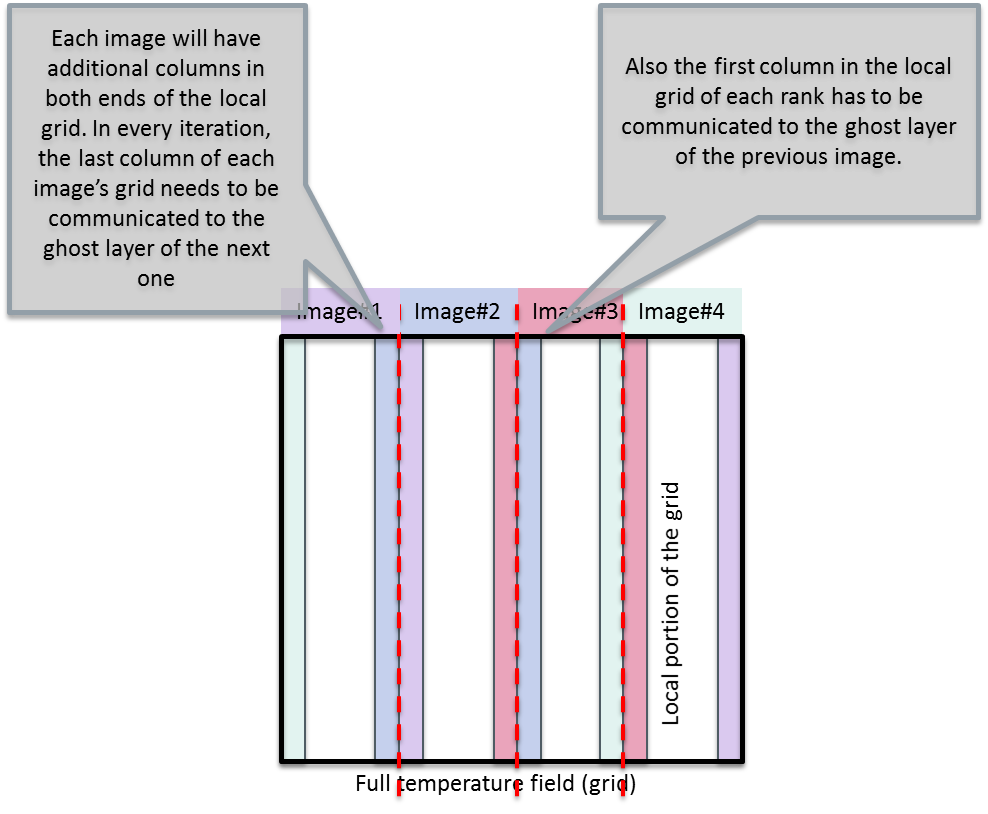 Each image will have
additional columns in
both ends of the local
grid. In every iteration,
the last column of each
image’s grid needs to be
communicated to the
ghost layer of the next
one
Also the first column in the local
grid of each rank has to be
communicated to the ghost layer
of the previous image.
Image#1
Image#2
Image#3
Image#4
Local portion of the grid
Full temperature field (grid)